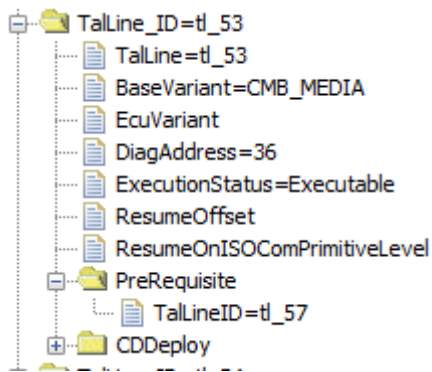 TalLine_ID=tl_53
TalLine=tl_53
BaseVariant=CMB_MEDIA
EcuVariant
DiagAddress=36
ExecutionStatus=Executable
ResumeOffset
ResumeOnISOComPrimitiveLevel
PreRequisite
TalLineID=tl_57
CDDeploy